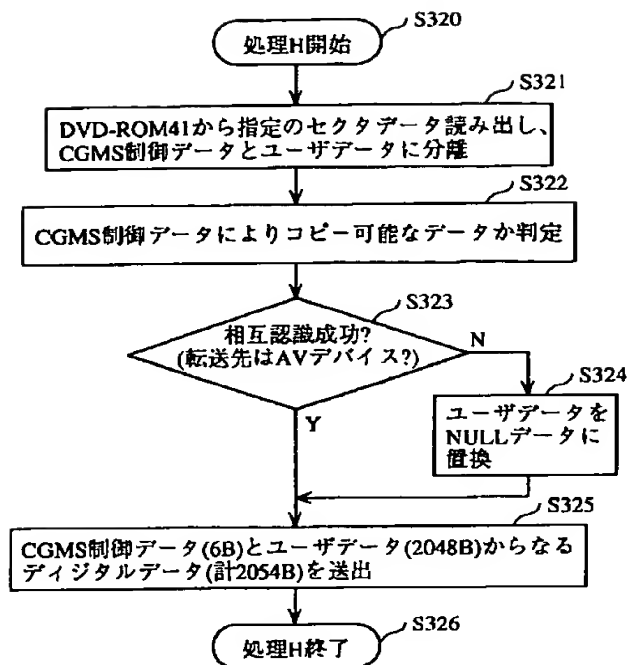 S320
処理H開始
S321
DVD-ROM41から指定のセクタデータ読み出し、
CGMS制御データとユーザデータに分離
S322
CGMS制御データによりコピー可能なデータか判定
S323
相互認識成功?
(転送先はAVデバイス?)
N
S324
ユーザデータを
NULLデータに
置換
Y
S325
CGMS制御データ(6B)とユーザデータ(2048B)からなる
ディジタルデータ(計2054B)を送出
S326
処理H終了